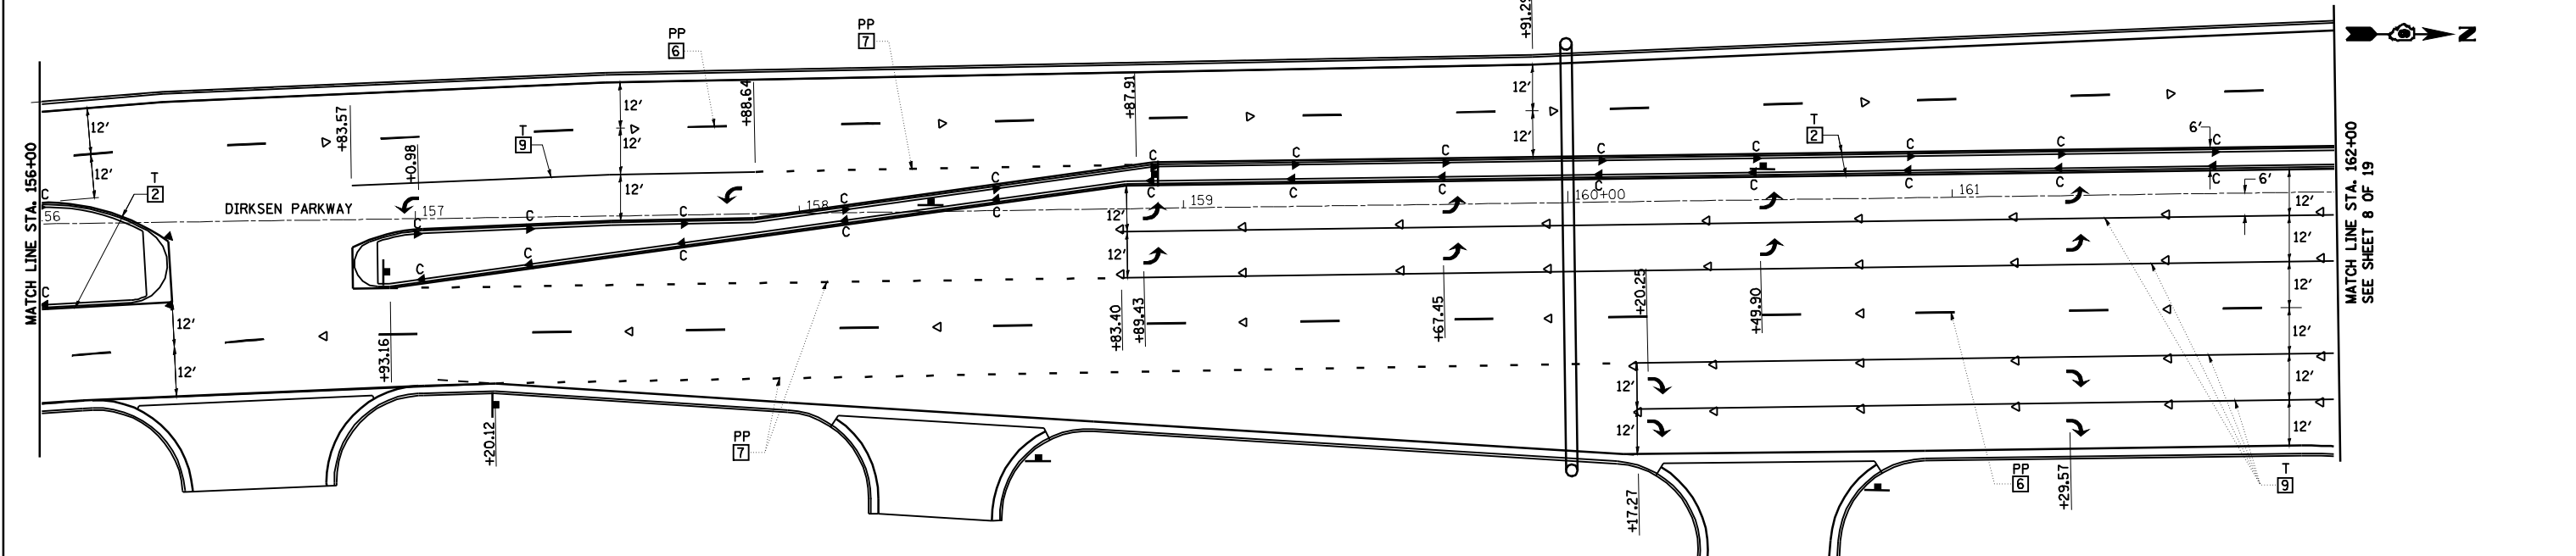 +91.29
PP
7
PP
6
N
12'
12'
12'
12'
+83.57
+88.64
+87.91
12'
12'
T
9
+0.98
12'
T
2
6'
C C C C C C C C
MATCH LINE STA. 156+00
T
2
C
56
DIRKSEN PARKWAY
157
158
159
160+00
161
C C C C C
C C C C C C C C
6'
12'
12'
12'
12'
12'
12'
12'
12'
C C C C C
C
MATCH LINE STA. 162+00
SEE SHEET 8 OF 19
12'
12'
+93.16
+83.40
+89.43
+67.45
+20.25
+49.90
12'
12'
+20.12
PP
7
+17.27
+29.57
PP
6
T
9